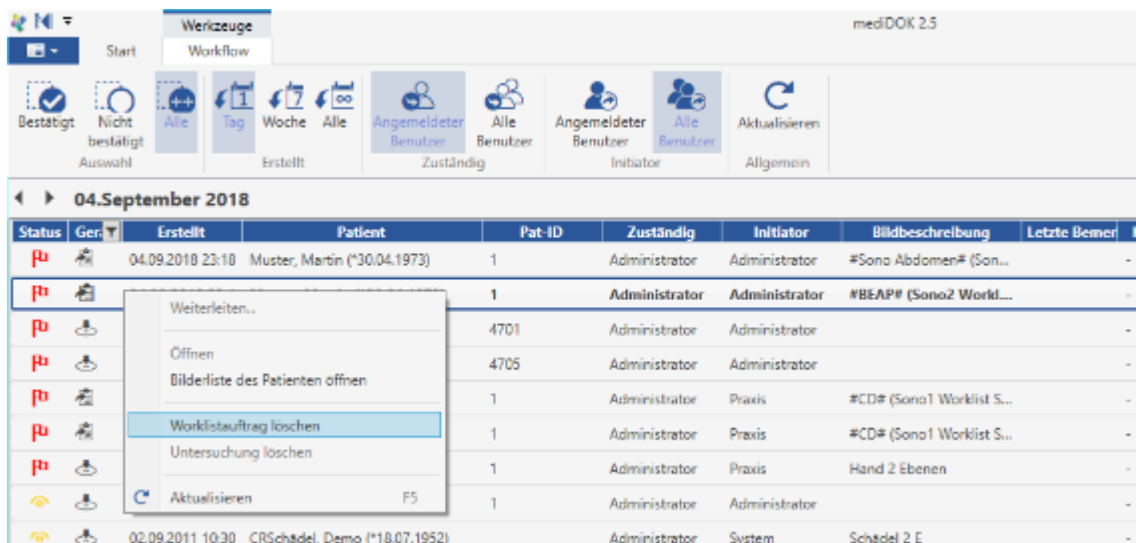 Werkzeuge
mediDOK 2.5
Start Workflow
Bestätigt Nicht bestätigt Alle Tag Woche Alle Angemeldeter Benutzer Alle Benutzer Angemeldeter Benutzer Alle Benutzer Aktualisieren
Auswahl Erstellt Zuständig Initiator Allgemein
04.September 2018
Status Ger. Erstellt Patient Pat-ID Zuständig Initiator Bildbeschreibung Letzte Bemer
04.09.2018 23:18 Muster, Martin (*30.04.1973) 1 Administrator Administrator #Sono Abdomen# (Son... -
1 Administrator Administrator #BEAP# (Sono2 Workl.... -
Weiterleiten...
4701 Administrator Administrator -
Öffnen
4705 Administrator Administrator -
Bilderliste des Patienten öffnen
1 Administrator Praxis #CD# (Sono1 Worklist S... -
Worklistauftrag löschen
1 Administrator Praxis #CD# (Sono1 Worklist S... -
Untersuchung löschen
1 Administrator Praxis Hand 2 Ebenen -
Aktualisieren F5
1 Administrator Administrator -
02.09.2011 10:30 CRSchädel, Demo (*18.07.1952) Administrator System Schädel 2 E -